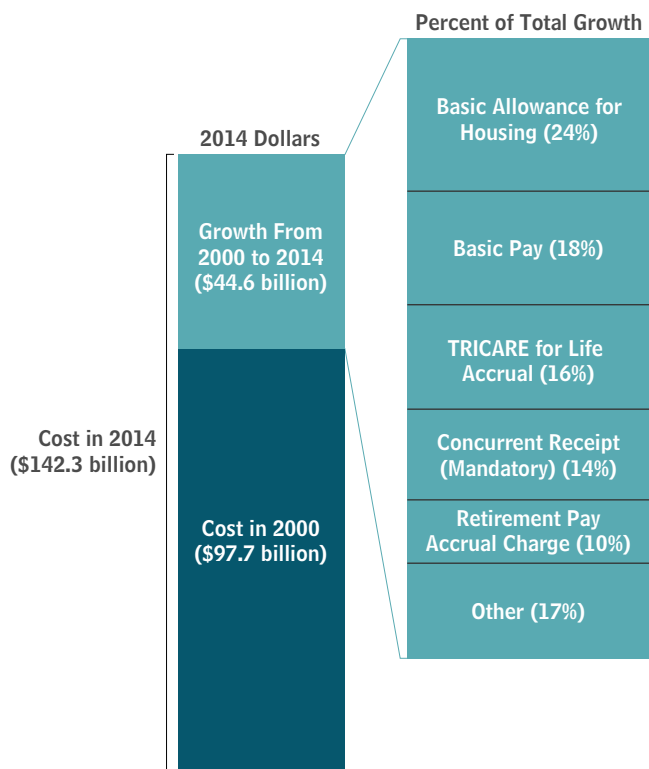 Percent of Total Growth
Basic Allowance for
Housing (24%)
2014 Dollars
Growth From
2000 to 2014
($44.6 billion)
Basic Pay (18%)
TRICARE for Life
Accrual (16%)
Cost in 2014
($142.3 billion)
Concurrent Receipt
(Mandatory) (14%)
Cost in 2000
($97.7 billion)
Retirement Pay
Accrual Charge (10%)
Other (17%)